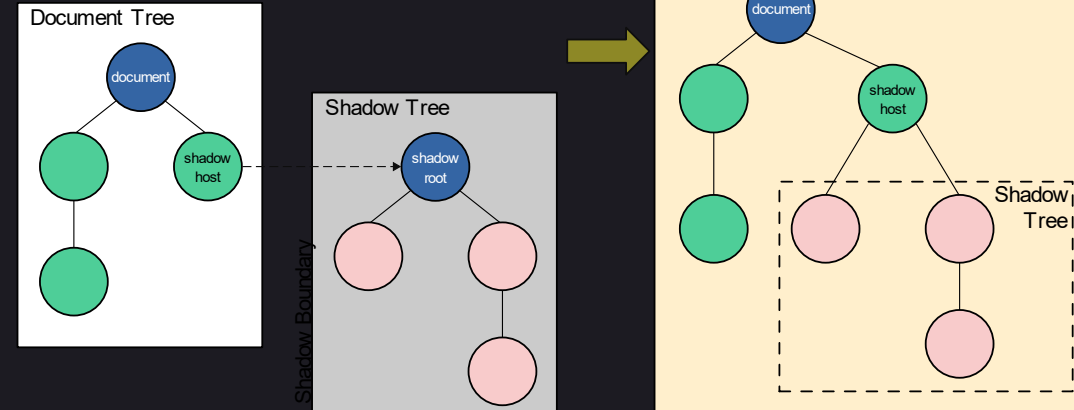 Document Tree
document
shadow
host
Shadow Tree
shadow
root
Shadow Boundary
document
shadow
host
Shadow
Tree